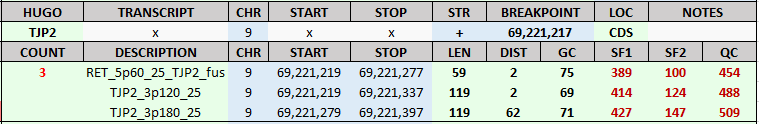 HUGO TRANSCRIPT CHR START STOP STR BREAKPOINT LOC NOTES
TJP2 x 9 x x + 69,221,217 CDS
COUNT DESCRIPTION CHR START STOP LEN DIST GC SF1 SF2 QC
3 RET_5p60_25_TJP2_fus 9 69,221,219 69,221,277 59 2 75 389 100 454
TJP2_3p120_25 9 69,221,219 69,221,337 119 2 69 414 124 488
TJP2_3p180_25 9 69,221,279 69,221,397 119 62 71 427 147 509